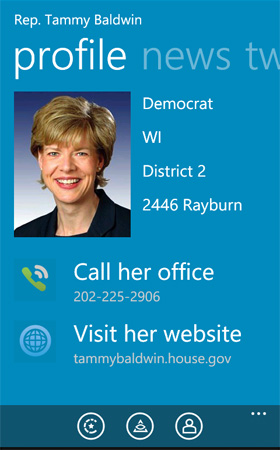 Rep. Tammy Baldwin
profile news tw
Democrat
WI
District 2
2446 Rayburn
Call her office
202-225-2906
Visit her website
tammybaldwin.house.gov